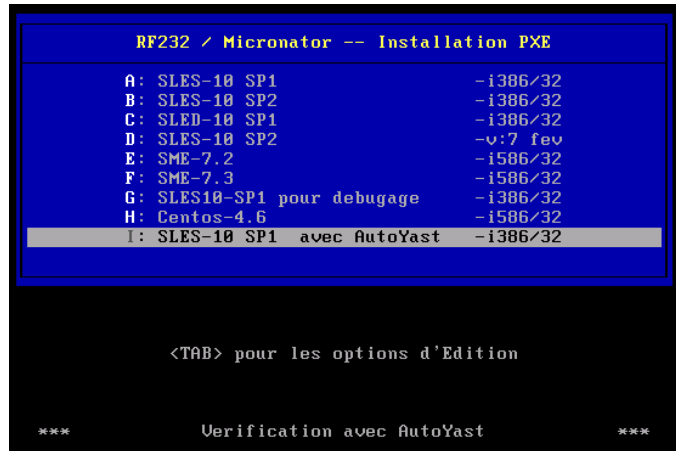 RF232 / Micronator -- Installation PXE
A: SLES-10 SP1 -i386/32
B: SLES-10 SP2 -i386/32
C: SLED-10 SP1 -i386/32
D: SLES-10 SP2 -v:7 fev
E: SME-7.2 -i586/32
F: SME-7.3 -i586/32
G: SLES10-SP1 pour debugage -i386/32
H: Centos-4.6 -i586/32
I: SLES-10 SP1 avec AutoYast -i386/32
<TAB> pour les options d'Edition
*** Verification avec AutoYast ***